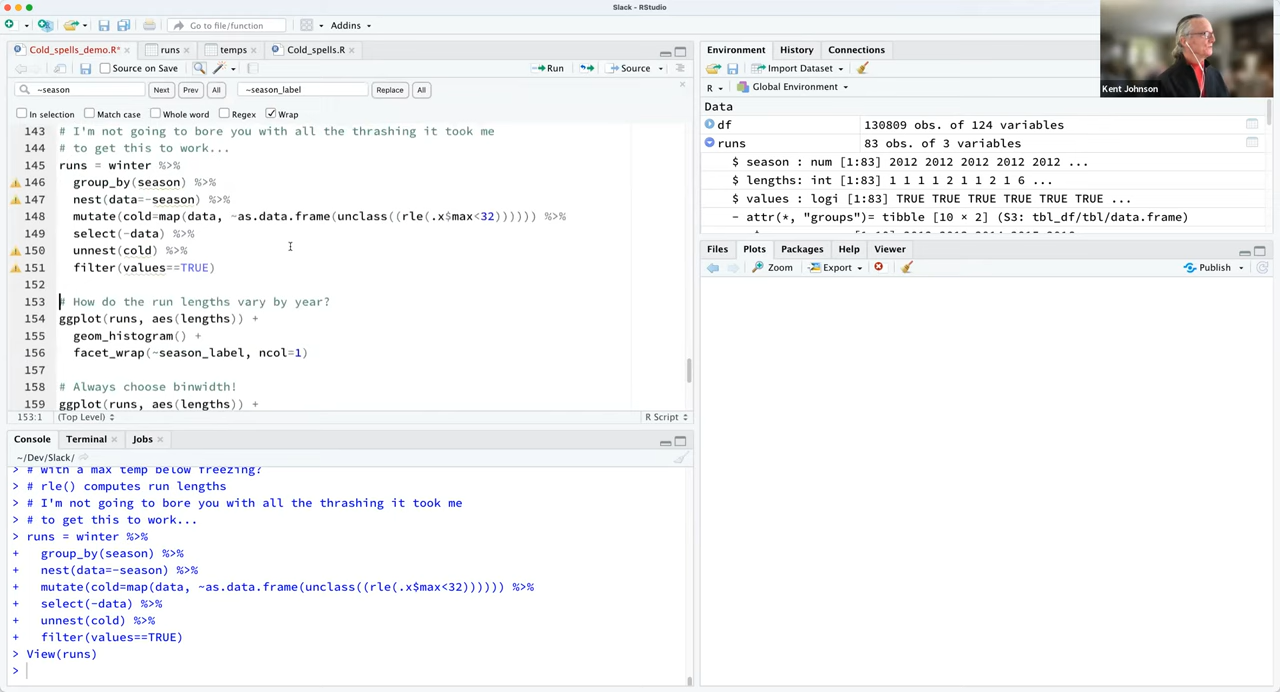 Slack - RStudio
Go to file/function
Addins
Cold_spells_demo.R*
runs
temps
Cold_spells.R
Source on Save
Run
Source
~season
Next
Prev
All
~season_label
Replace
All
In selection
Match case
Whole word
Regex
Wrap
143 # I'm not going to bore you with all the thrashing it took me
144 # to get this to work...
145 runs = winter %>%
146 group_by(season) %>%
147 nest(data=-season) %>%
148 mutate(cold=map(data, ~as.data.frame(unclass((rle(.x$max<32)))))) %>%
149 select(-data) %>%
150 unnest(cold) %>%
151 filter(values==TRUE)
152
153 # How do the run lengths vary by year?
154 ggplot(runs, aes(lengths)) +
155 geom_histogram() +
156 facet_wrap(~season_label, ncol=1)
157
158 # Always choose binwidth!
159 ggplot(runs, aes(lengths)) +
153:1 (Top Level)
R Script
Console
Terminal
Jobs
~/Dev/Slack/
> # with a max temp below freezing?
> # rle() computes run lengths
> # I'm not going to bore you with all the thrashing it took me
> # to get this to work...
> runs = winter %>%
+ group_by(season) %>%
+ nest(data=-season) %>%
+ mutate(cold=map(data, ~as.data.frame(unclass((rle(.x$max<32)))))) %>%
+ select(-data) %>%
+ unnest(cold) %>%
+ filter(values==TRUE)
> View(runs)
>
Environment
History
Connections
Import Dataset
R
Global Environment
Data
df 130809 obs. of 124 variables
runs 83 obs. of 3 variables
$ season : num [1:83] 2012 2012 2012 2012 2012 ...
$ lengths: int [1:83] 1 1 1 1 2 1 1 2 1 6 ...
$ values : logi [1:83] TRUE TRUE TRUE TRUE TRUE TRUE ...
- attr(*, "groups")= tibble [10 × 2] (S3: tbl_df/tbl/data.frame)
Files
Plots
Packages
Help
Viewer
Zoom
Export
Publish
Kent Johnson